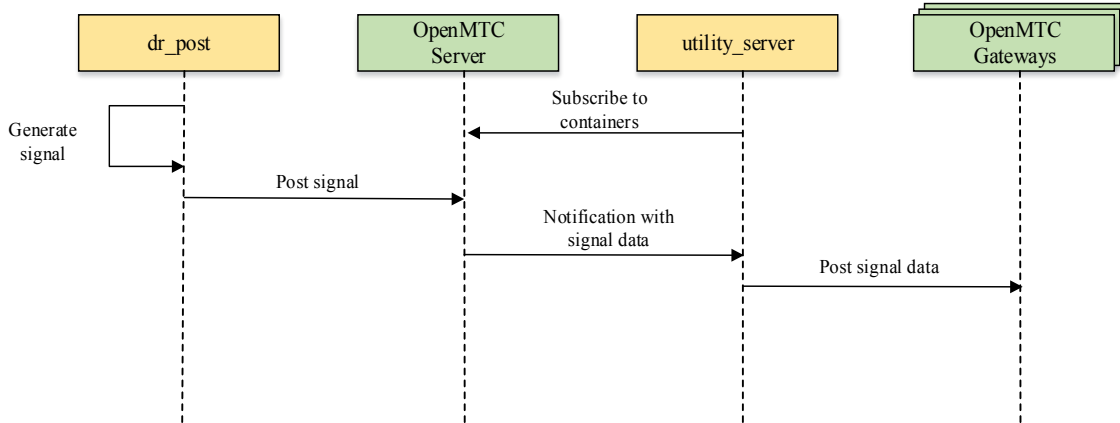 dr_post
OpenMTC
Server
utility_server
OpenMTC
Gateways
Generate
signal
Subscribe to
containers
Post signal
Notification with
signal data
Post signal data